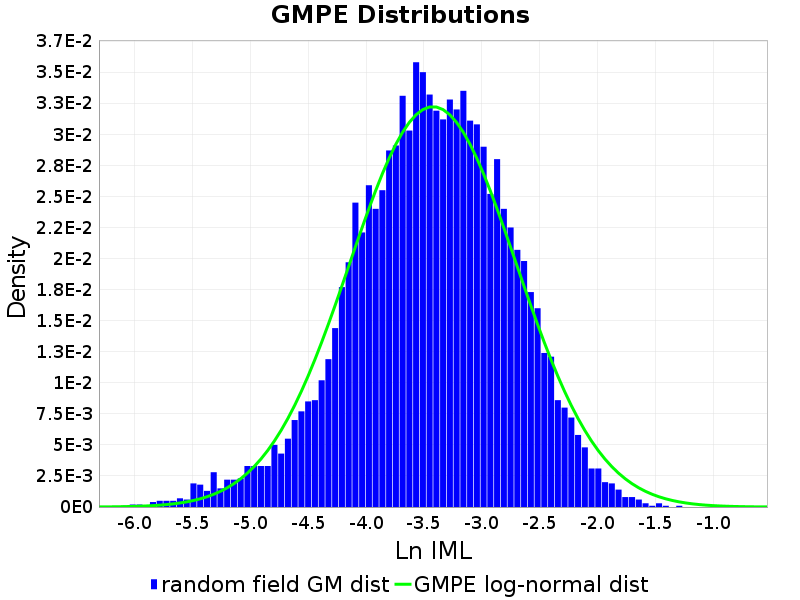 GMPE Distributions
3.7E-2
3.5E-2
3.3E-2
3E-2
2.8E-2
2.5E-2
2.2E-2
2E-2
1.8E-2
1.5E-2
1.3E-2
1E-2
7.5E-3
5E-3
2.5E-3
0E0
Density
-6.0 -5.5 -5.0 -4.5 -4.0 -3.5 -3.0 -2.5 -2.0 -1.5 -1.0
Ln IML
random field GM dist GMPE log-normal dist